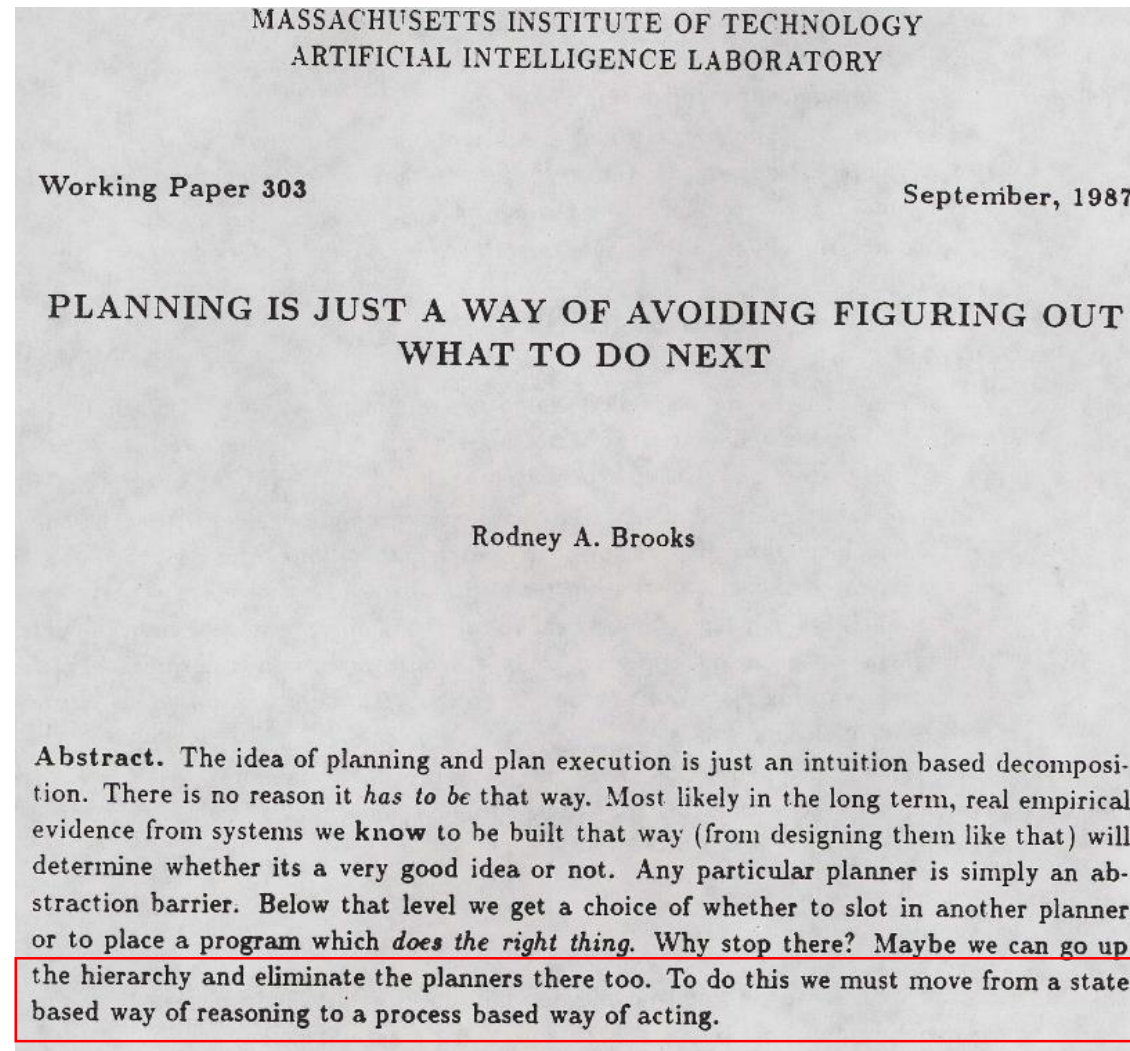 MASSACHUSETTS INSTITUTE OF TECHNOLOGY
ARTIFICIAL INTELLIGENCE LABORATORY
Working Paper 303 September, 1987
PLANNING IS JUST A WAY OF AVOIDING FIGURING OUT
WHAT TO DO NEXT
Rodney A. Brooks
Abstract. The idea of planning and plan execution is just an intuition based decomposi-
tion. There is no reason it has to be that way. Most likely in the long term, real empirical
evidence from systems we know to be built that way (from designing them like that) will
determine whether its a very good idea or not. Any particular planner is simply an ab-
straction barrier. Below that level we get a choice of whether to slot in another planner
or to place a program which does the right thing. Why stop there? Maybe we can go up
the hierarchy and eliminate the planners there too. To do this we must move from a state
based way of reasoning to a process based way of acting.